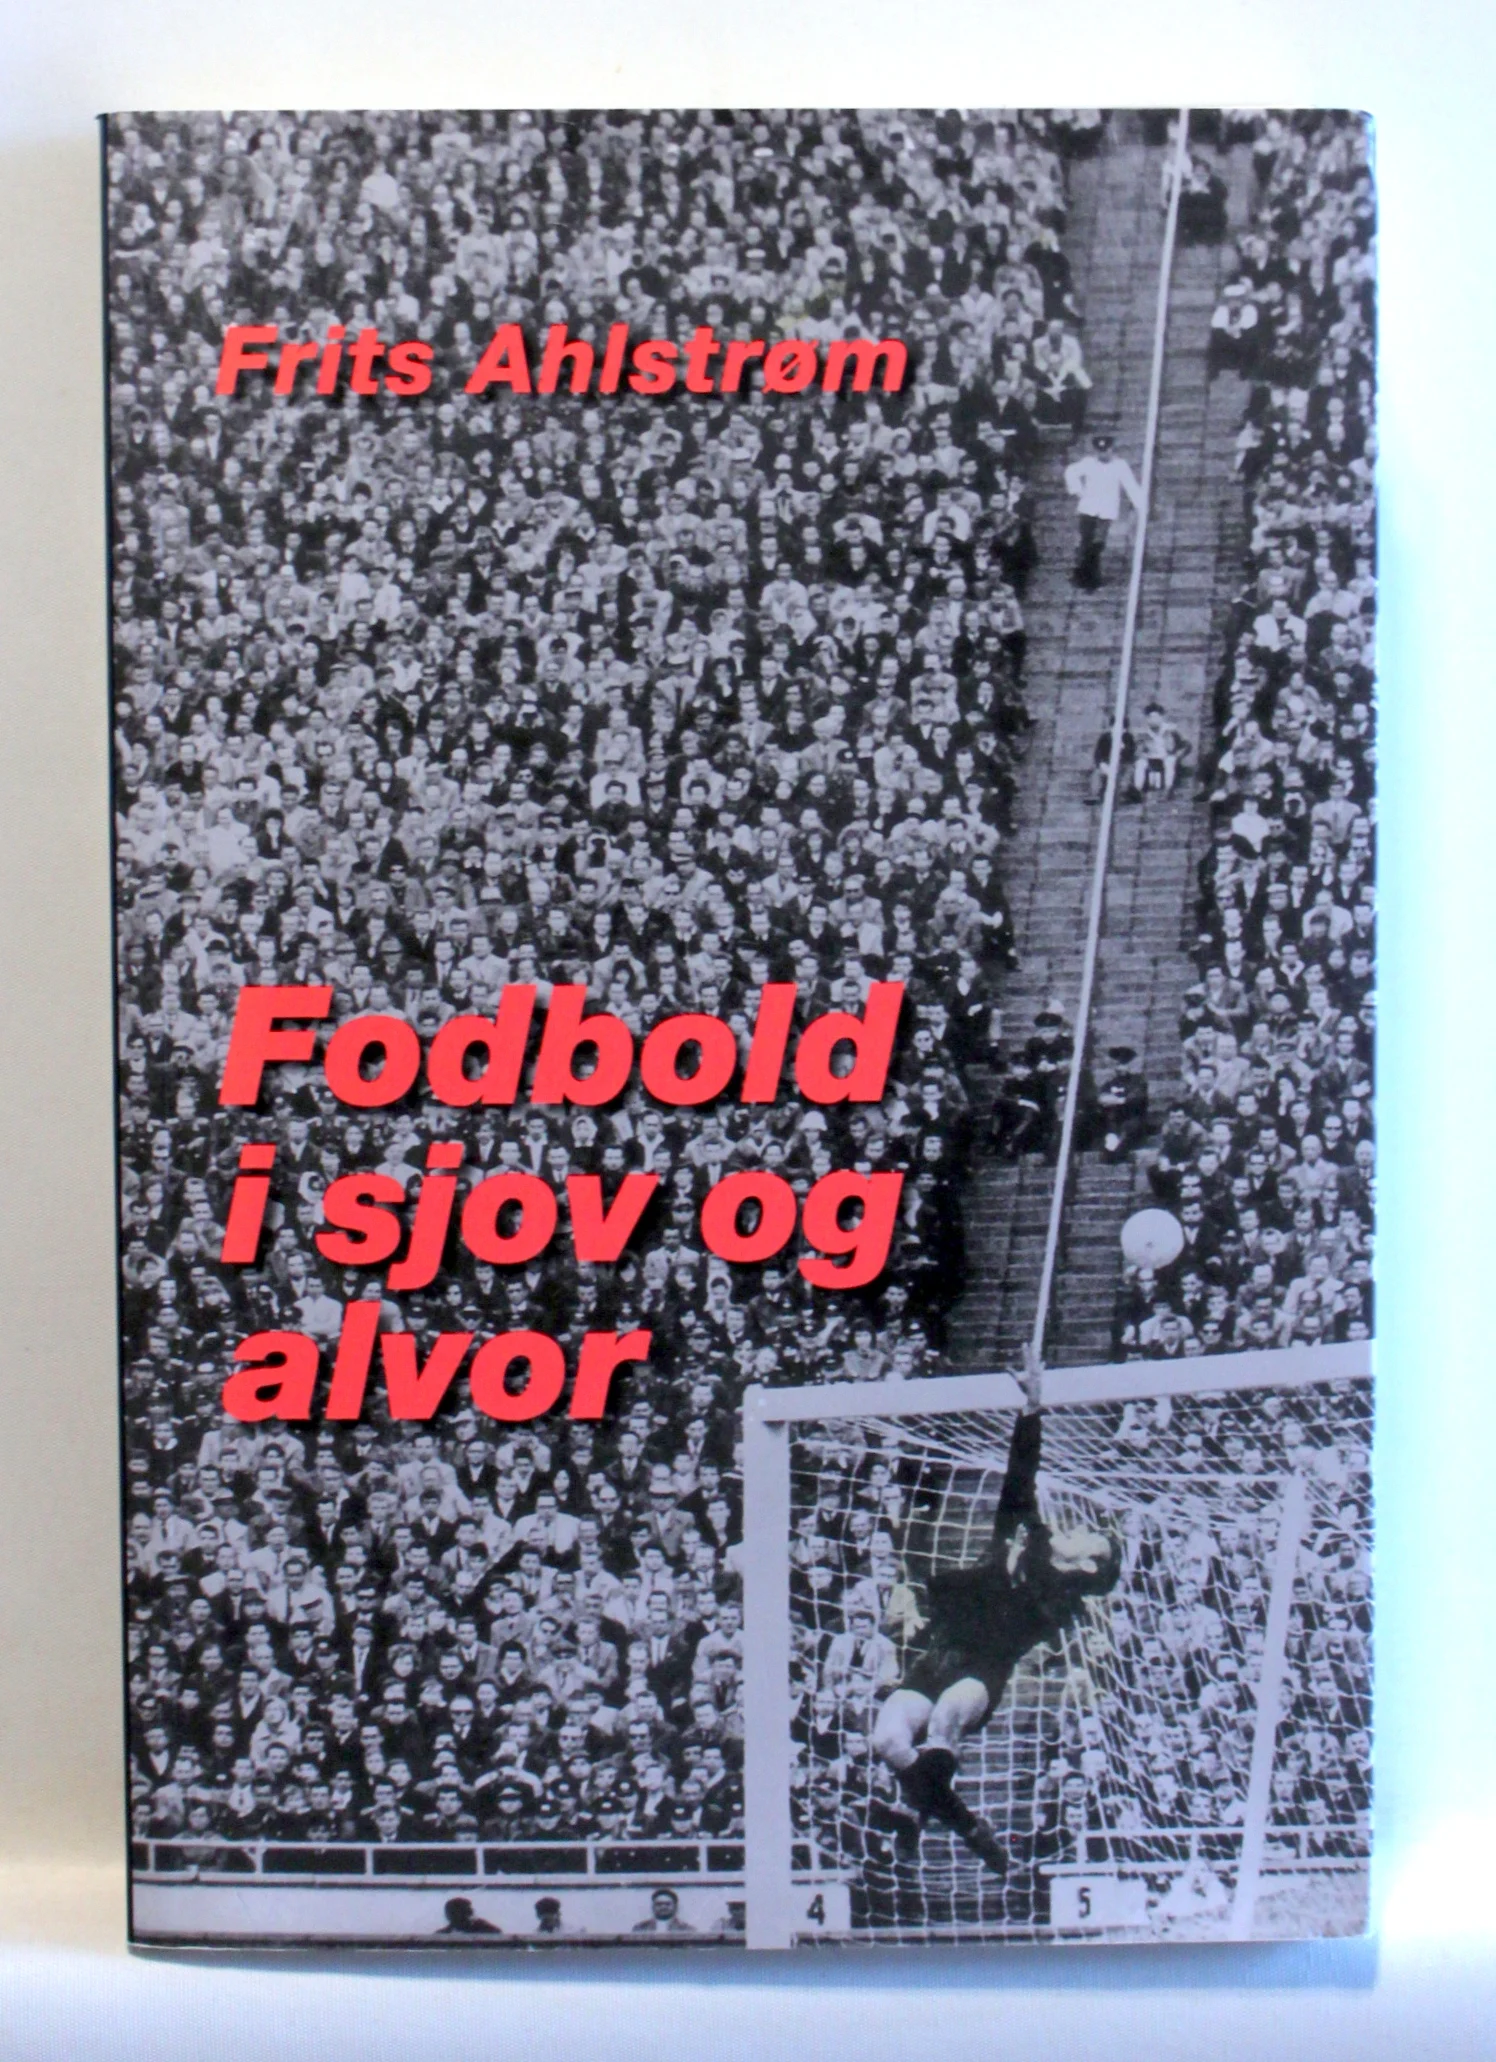 Frits Ahlstrøm
Fodbold
i sjov og
alvor
4
5